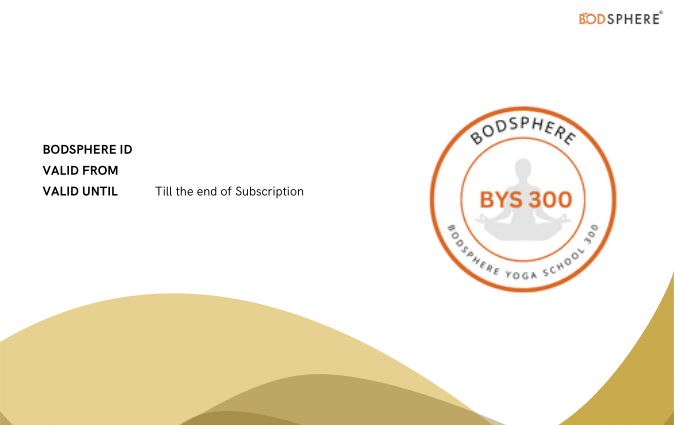 BODSPHERE®
BODSPHERE ID
VALID FROM
VALID UNTIL Till the end of Subscription
BODSPHERE
BYS 300
BODSPHERE YOGA SCHOOL 300